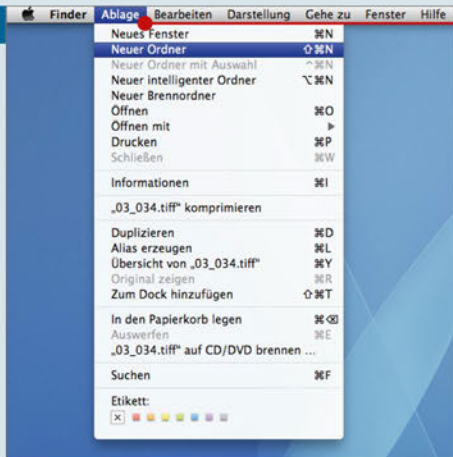 Finder Ablage Bearbeiten Darstellung Gehe zu Fenster Hilfe
Neues Fenster ⌘N
Neuer Ordner ⇧⌘N
Neuer Ordner mit Auswahl ^⌘N
Neuer intelligenter Ordner ⌥⌘N
Neuer Brennordner
Öffnen ⌘O
Öffnen mit ▶
Drucken ⌘P
Schließen ⌘W
Informationen ⌘I
„03_034.tiff“ komprimieren
Duplizieren ⌘D
Alias erzeugen ⌘L
Übersicht von „03_034.tiff“ ⌘Y
Original zeigen ⌘R
Zum Dock hinzufügen ⇧⌘T
In den Papierkorb legen ⌘⌫
Auswerfen ⌘E
„03_034.tiff“ auf CD/DVD brennen ...
Suchen ⌘F
Etikett: